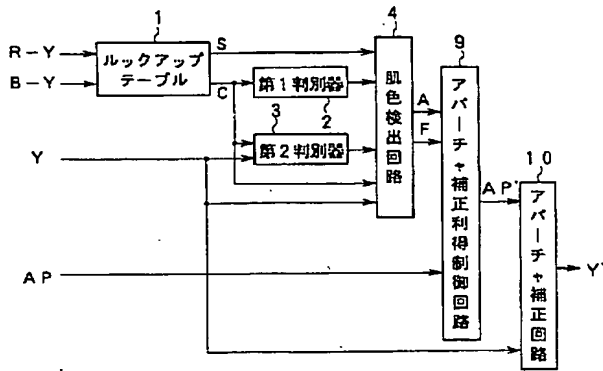 1
R-Y
B-Y
ルックアップ
テーブル
S
C
第1判別器
2
3
第2判別器
Y
4
肌色検出回路
A
F
9
アパーチャ補正利得制御回路
AP
AP'
10
アパーチャ補正回路
Y'